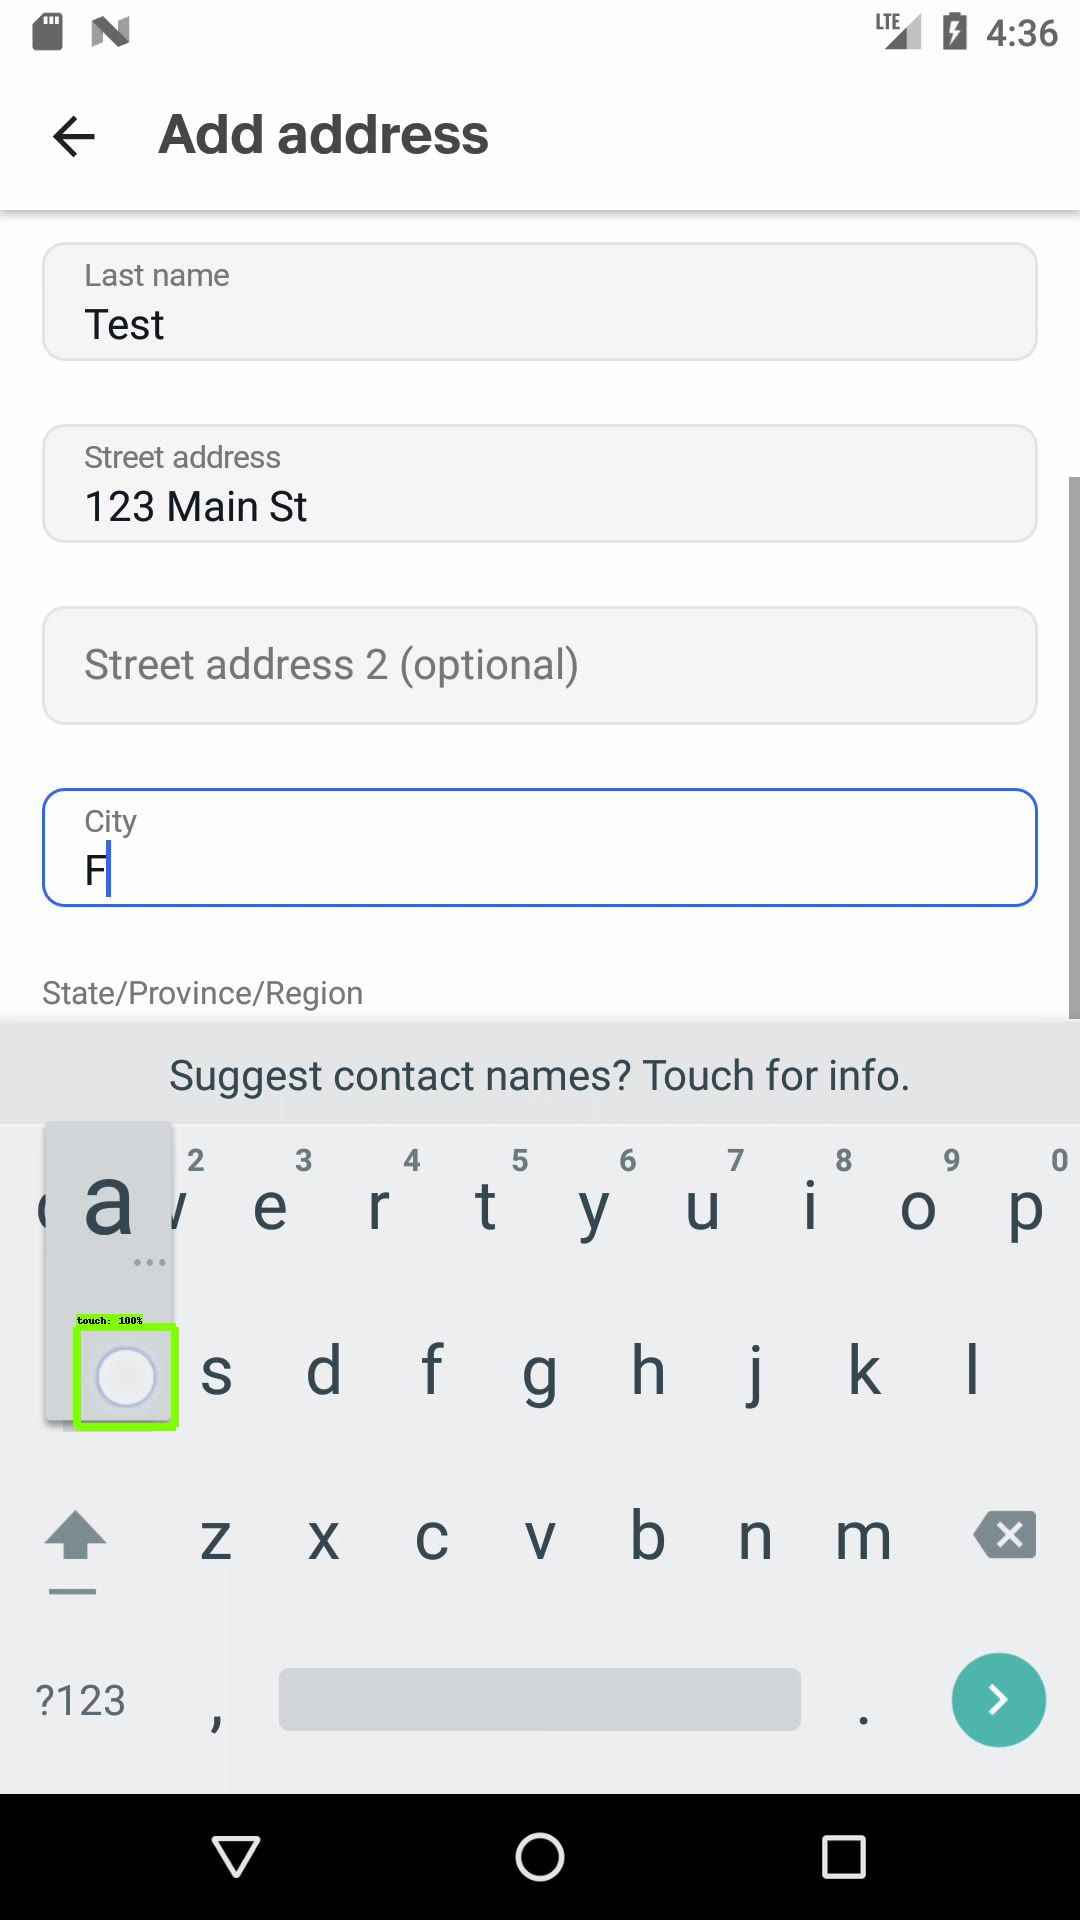 LTE 4:36
Add address
Last name
Test
Street address
123 Main St
Street address 2 (optional)
City
F
State/Province/Region
Suggest contact names? Touch for info.
2 3 4 5 6 7 8 9 0
a e r t y u i o p
touch: 100%
s d f g h j k l
z x c v b n m
?123 , .